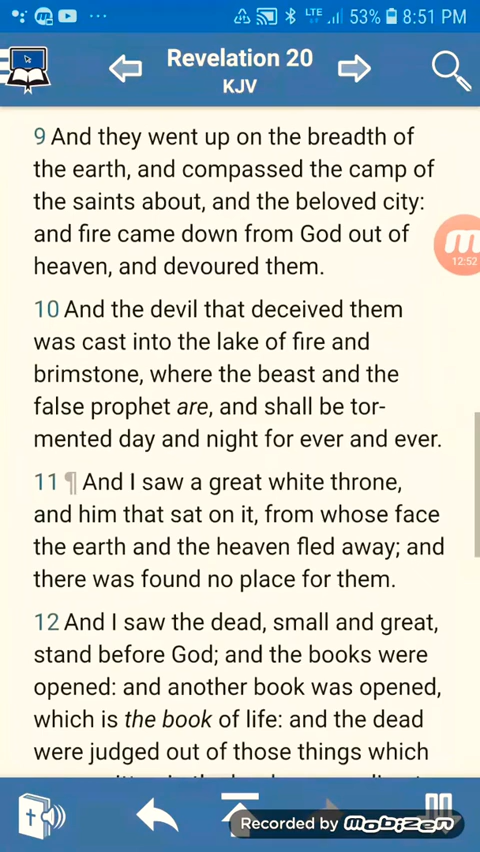 LTE 53% 8:51 PM
Revelation 20
KJV
9 And they went up on the breadth of
the earth, and compassed the camp of
the saints about, and the beloved city:
and fire came down from God out of
heaven, and devoured them.
12:52
10 And the devil that deceived them
was cast into the lake of fire and
brimstone, where the beast and the
false prophet are, and shall be tor-
mented day and night for ever and ever.
11 ¶ And I saw a great white throne,
and him that sat on it, from whose face
the earth and the heaven fled away; and
there was found no place for them.
12 And I saw the dead, small and great,
stand before God; and the books were
opened: and another book was opened,
which is the book of life: and the dead
were judged out of those things which
Recorded by mobizen